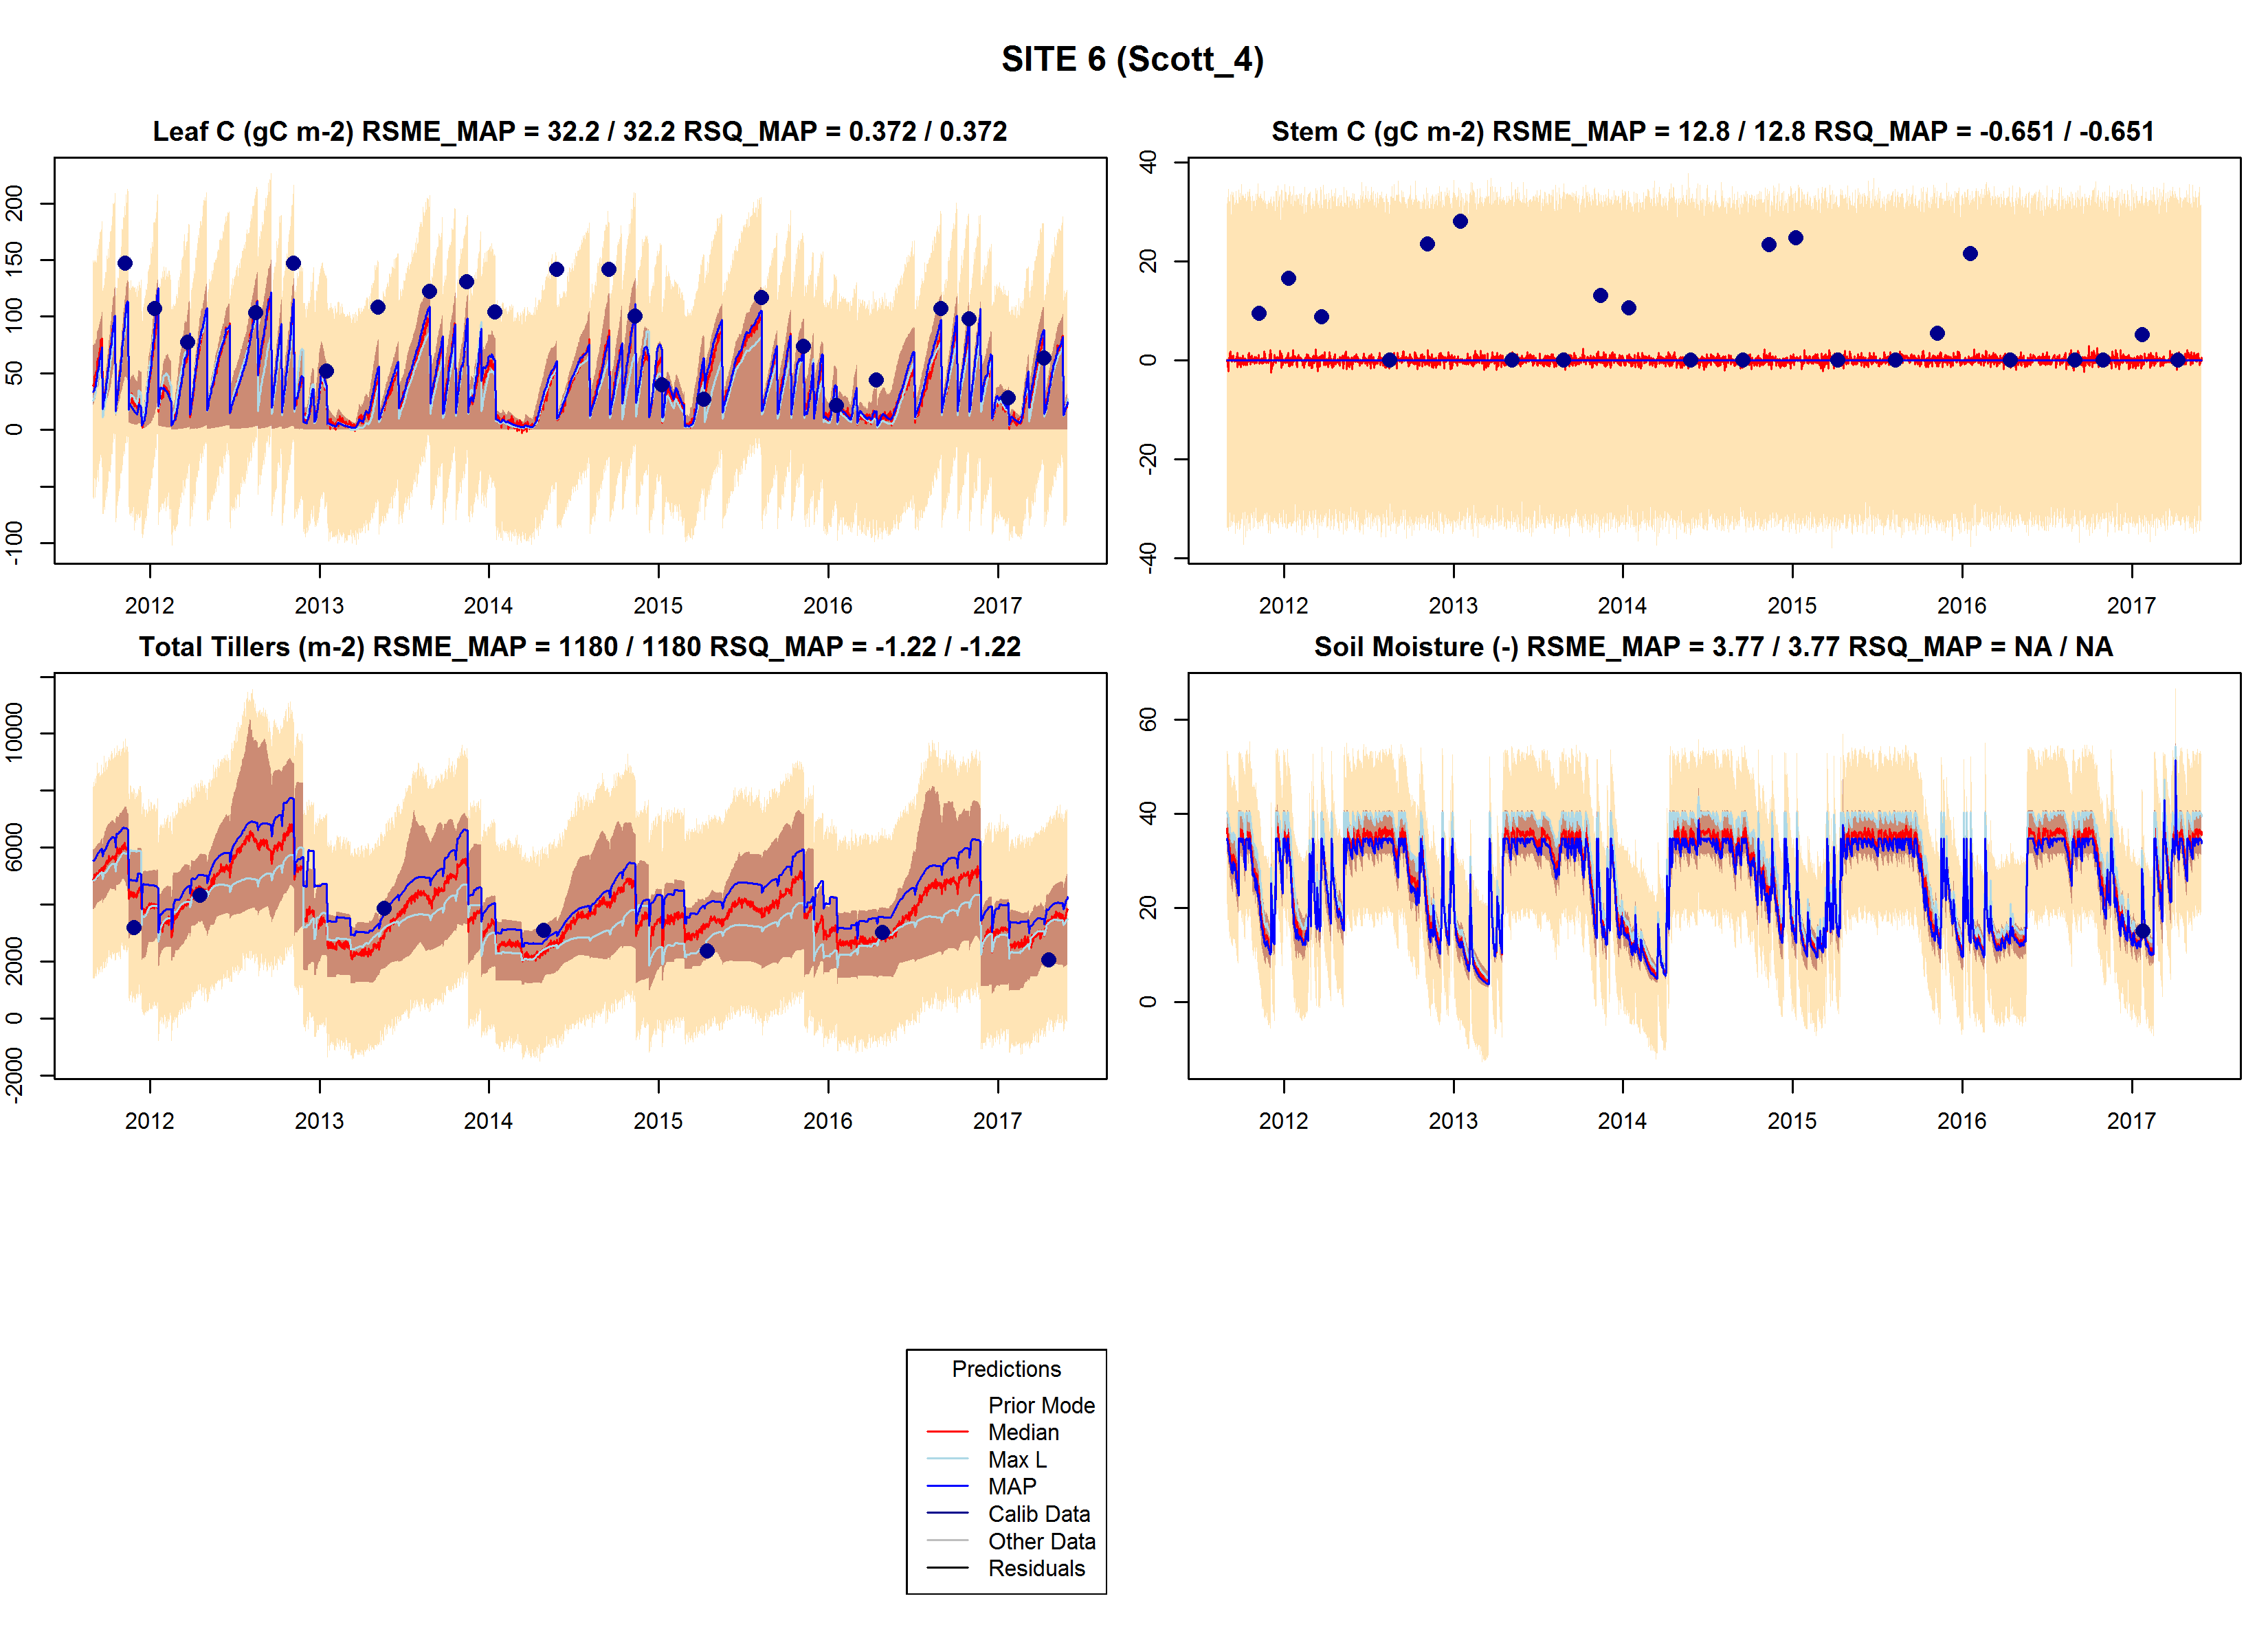 SITE 6 (Scott_4)
Leaf C (gC m-2) RSME_MAP = 32.2 / 32.2 RSQ_MAP = 0.372 / 0.372
200
150
100
50
0
-100
2012 2013 2014 2015 2016 2017
Stem C (gC m-2) RSME_MAP = 12.8 / 12.8 RSQ_MAP = -0.651 / -0.651
40
20
0
-20
-40
2012 2013 2014 2015 2016 2017
Total Tillers (m-2) RSME_MAP = 1180 / 1180 RSQ_MAP = -1.22 / -1.22
10000
6000
2000
0
-2000
2012 2013 2014 2015 2016 2017
Soil Moisture (-) RSME_MAP = 3.77 / 3.77 RSQ_MAP = NA / NA
60
40
20
0
2012 2013 2014 2015 2016 2017
Predictions
Prior Mode
Median
Max L
MAP
Calib Data
Other Data
Residuals